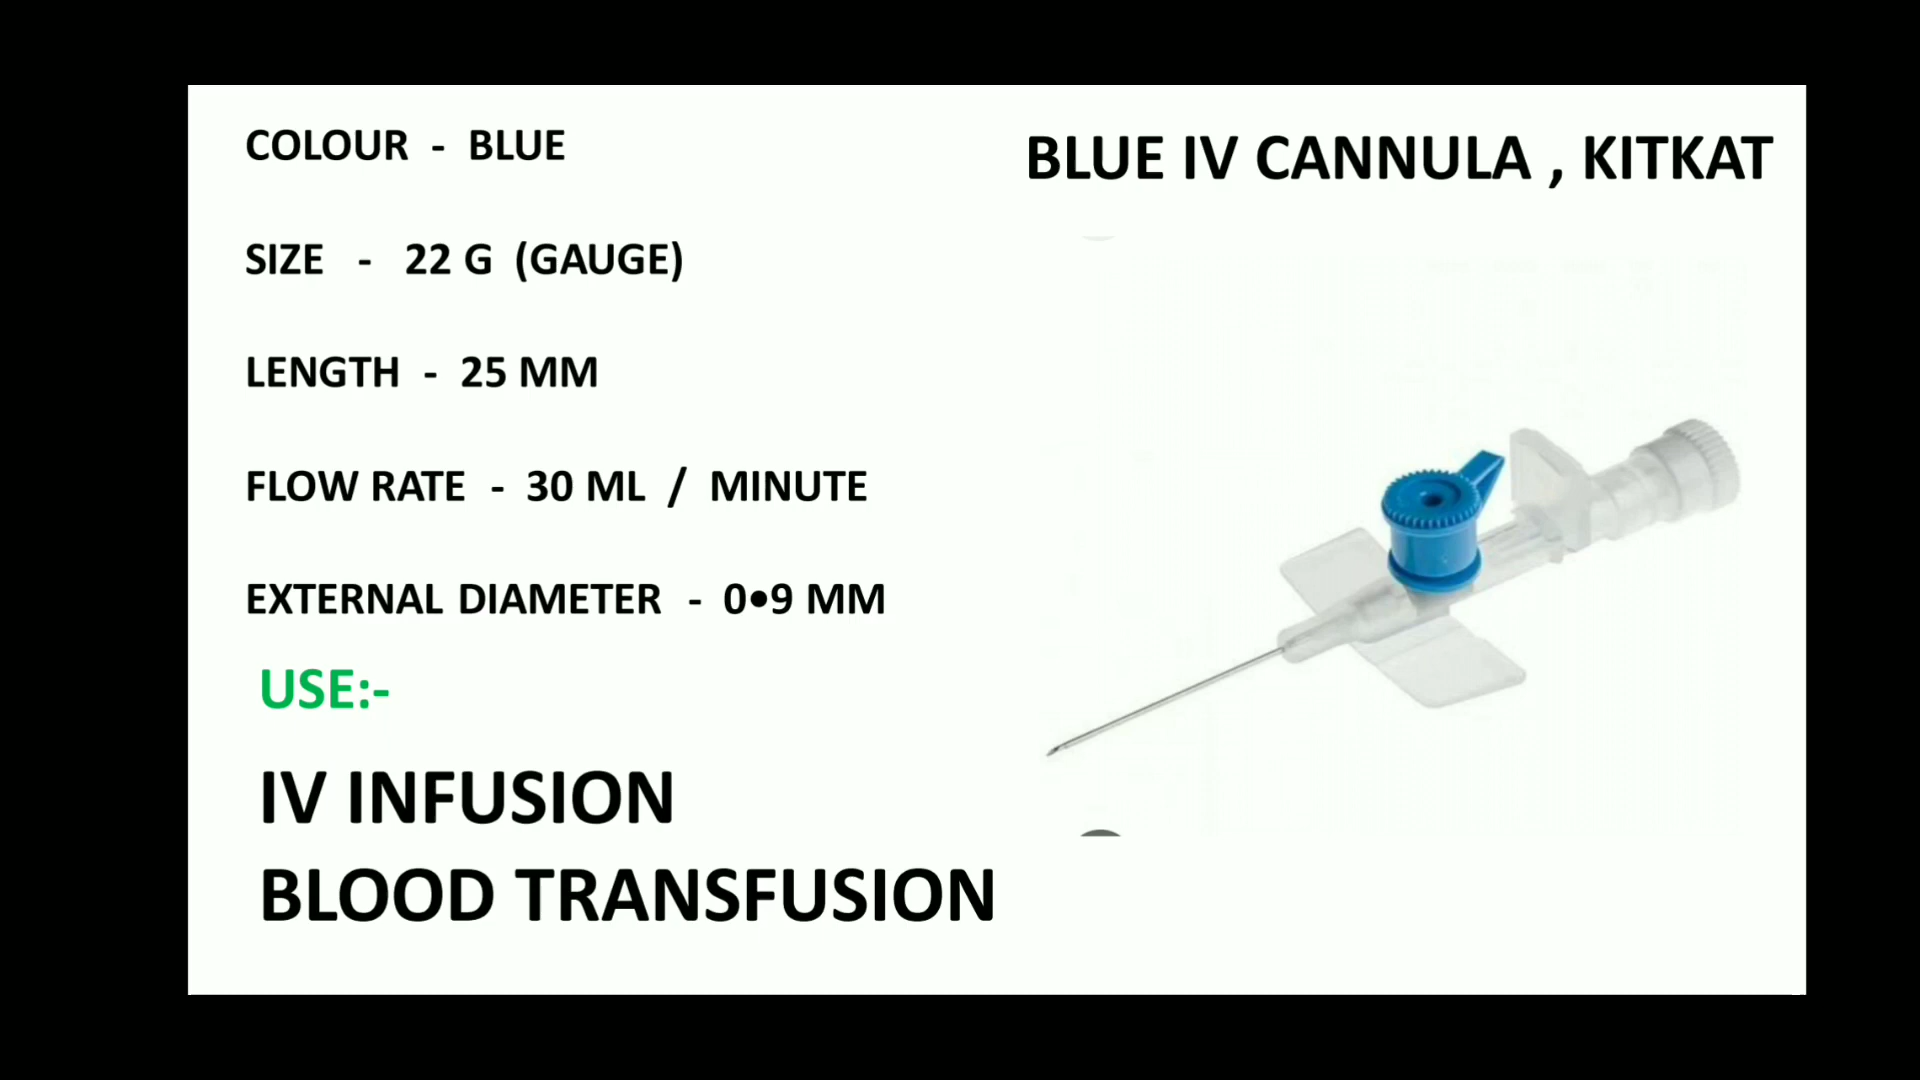 COLOUR - BLUE
BLUE IV CANNULA , KITKAT
SIZE - 22 G (GAUGE)
LENGTH - 25 MM
FLOW RATE - 30 ML / MINUTE
EXTERNAL DIAMETER - 0•9 MM
USE:-
IV INFUSION
BLOOD TRANSFUSION